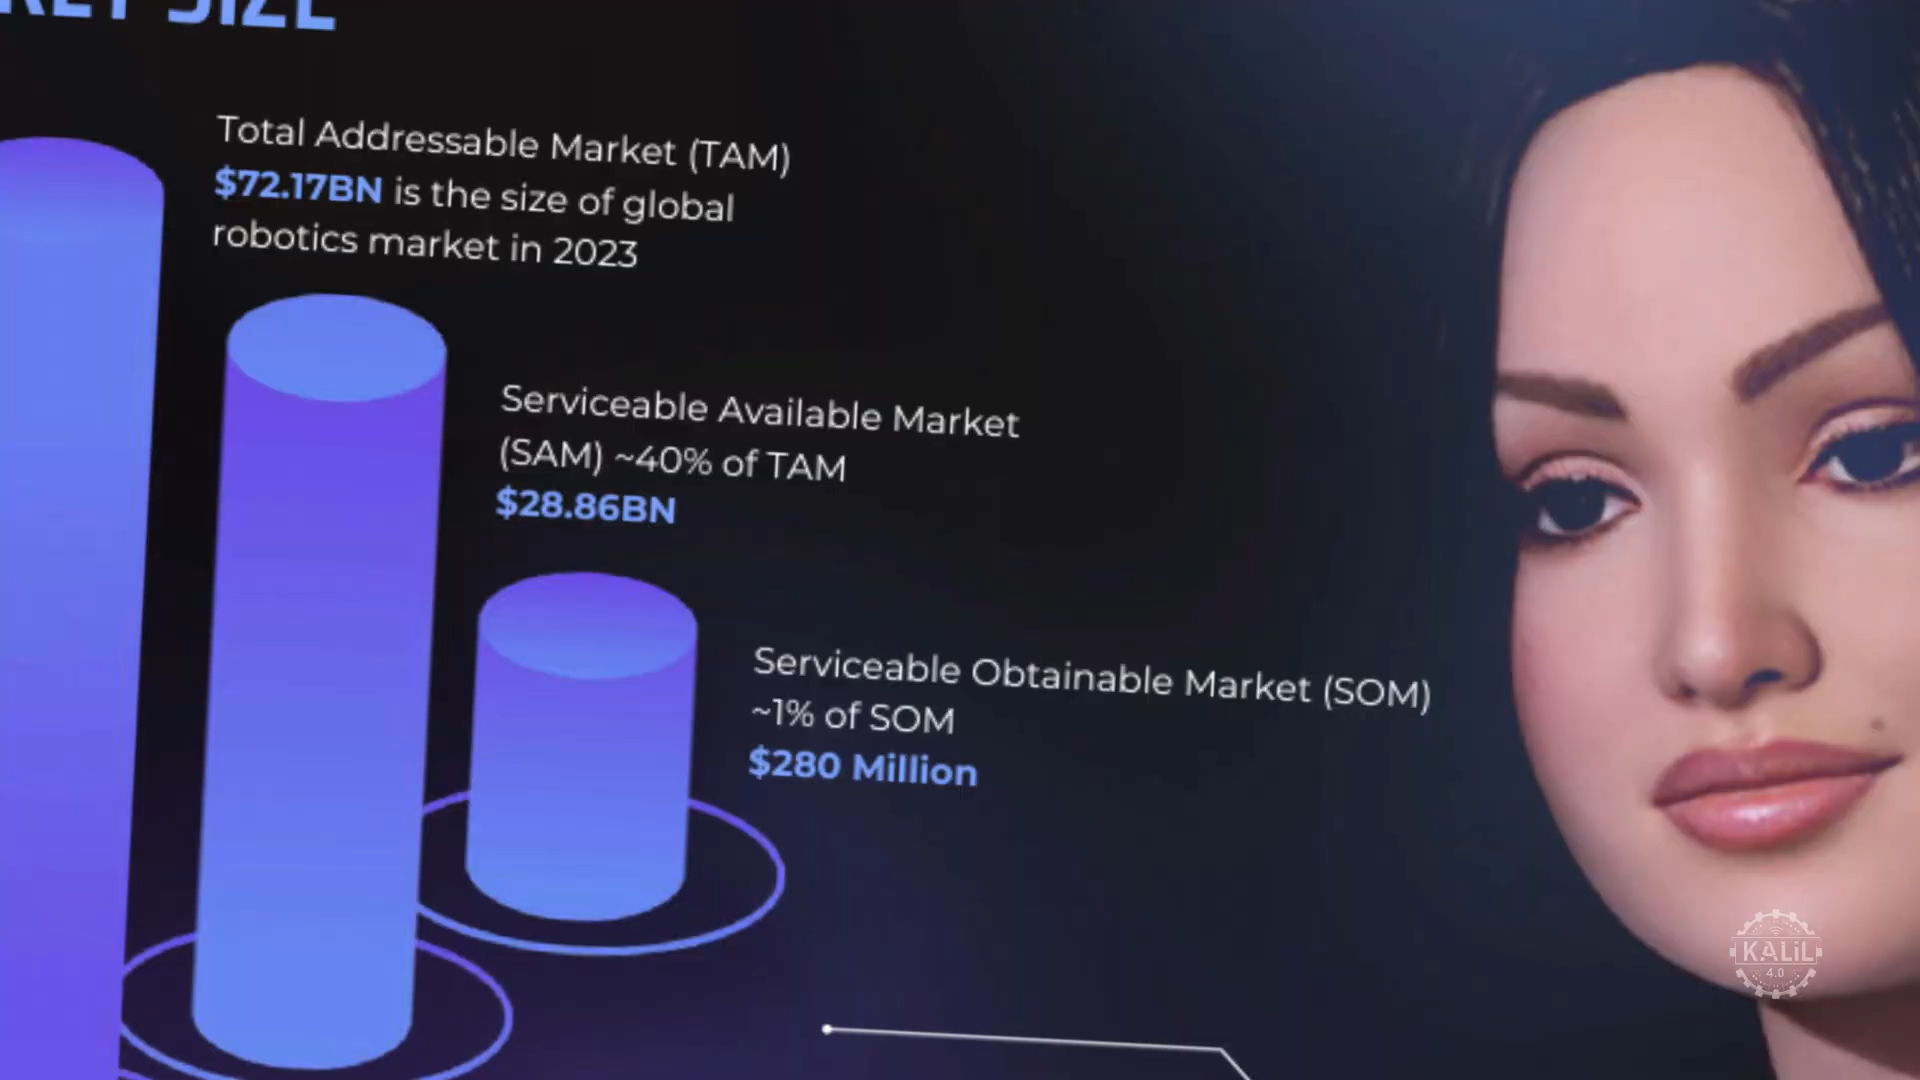 SIZE
Total Addressable Market (TAM)
$72.17BN is the size of global
robotics market in 2023
Serviceable Available Market
(SAM) ~40% of TAM
$28.86BN
Serviceable Obtainable Market (SOM)
~1% of SOM
$280 Million
KALiL
4.0